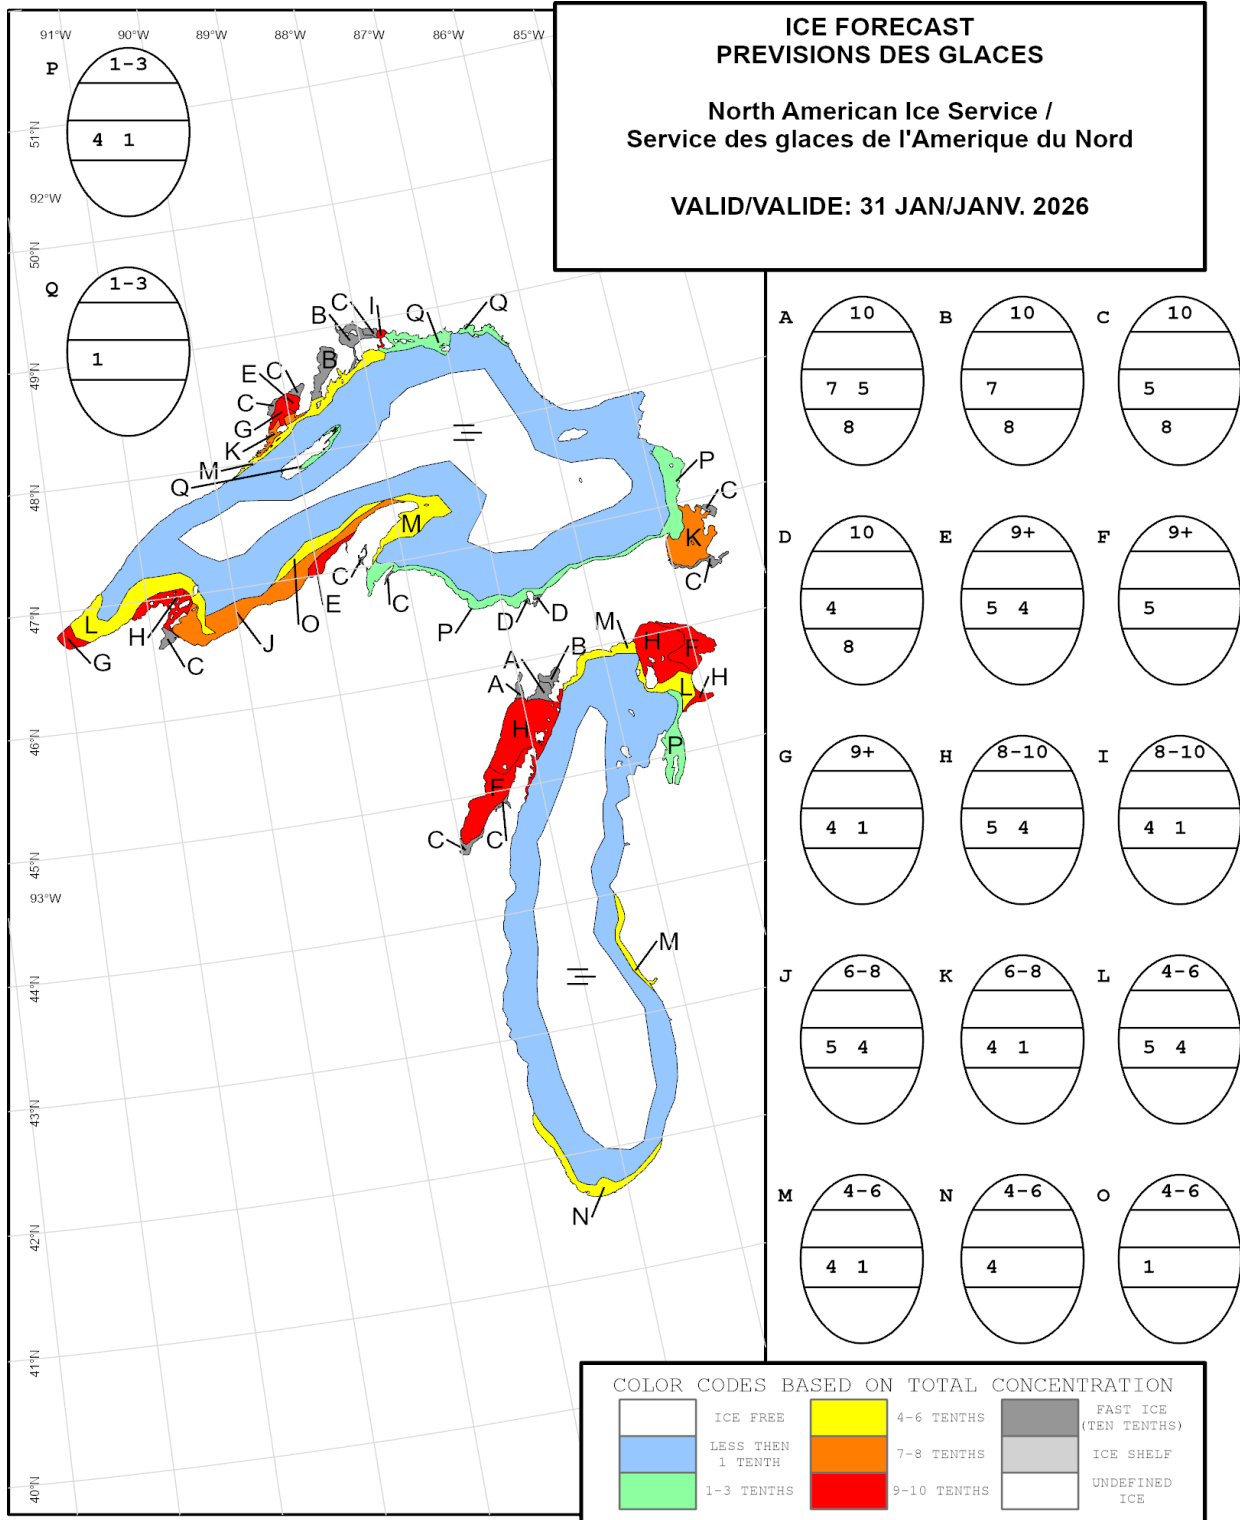 ICE FORECAST
PREVISIONS DES GLACES
North American Ice Service /
Service des glaces de l'Amerique du Nord
VALID/VALIDE: 31 JAN/JANV. 2026
91°W 90°W 89°W 88°W 87°W 86°W 85°W
51°N
92°W
50°N
49°N
48°N
47°N
46°N
45°N
93°W
44°N
43°N
42°N
41°N
40°N
P
1-3
4 1
Q
1-3
1
C I Q Q
B
B
C
E
C
G
K
M
Q
M
P
C
K
C
C
E
O
C
P
D
D
L
H
J
G
C
M
H
F
B
A
A
L
H
H
P
F
C
C
M
N
A
10
7 5
8
B
10
7
8
C
10
5
8
D
10
4
8
E
9+
5 4
F
9+
5
G
9+
4 1
H
8-10
5 4
I
8-10
4 1
J
6-8
5 4
K
6-8
4 1
L
4-6
5 4
M
4-6
4 1
N
4-6
4
O
4-6
1
COLOR CODES BASED ON TOTAL CONCENTRATION
ICE FREE
LESS THEN
1 TENTH
1-3 TENTHS
4-6 TENTHS
7-8 TENTHS
9-10 TENTHS
FAST ICE
(TEN TENTHS)
ICE SHELF
UNDEFINED
ICE